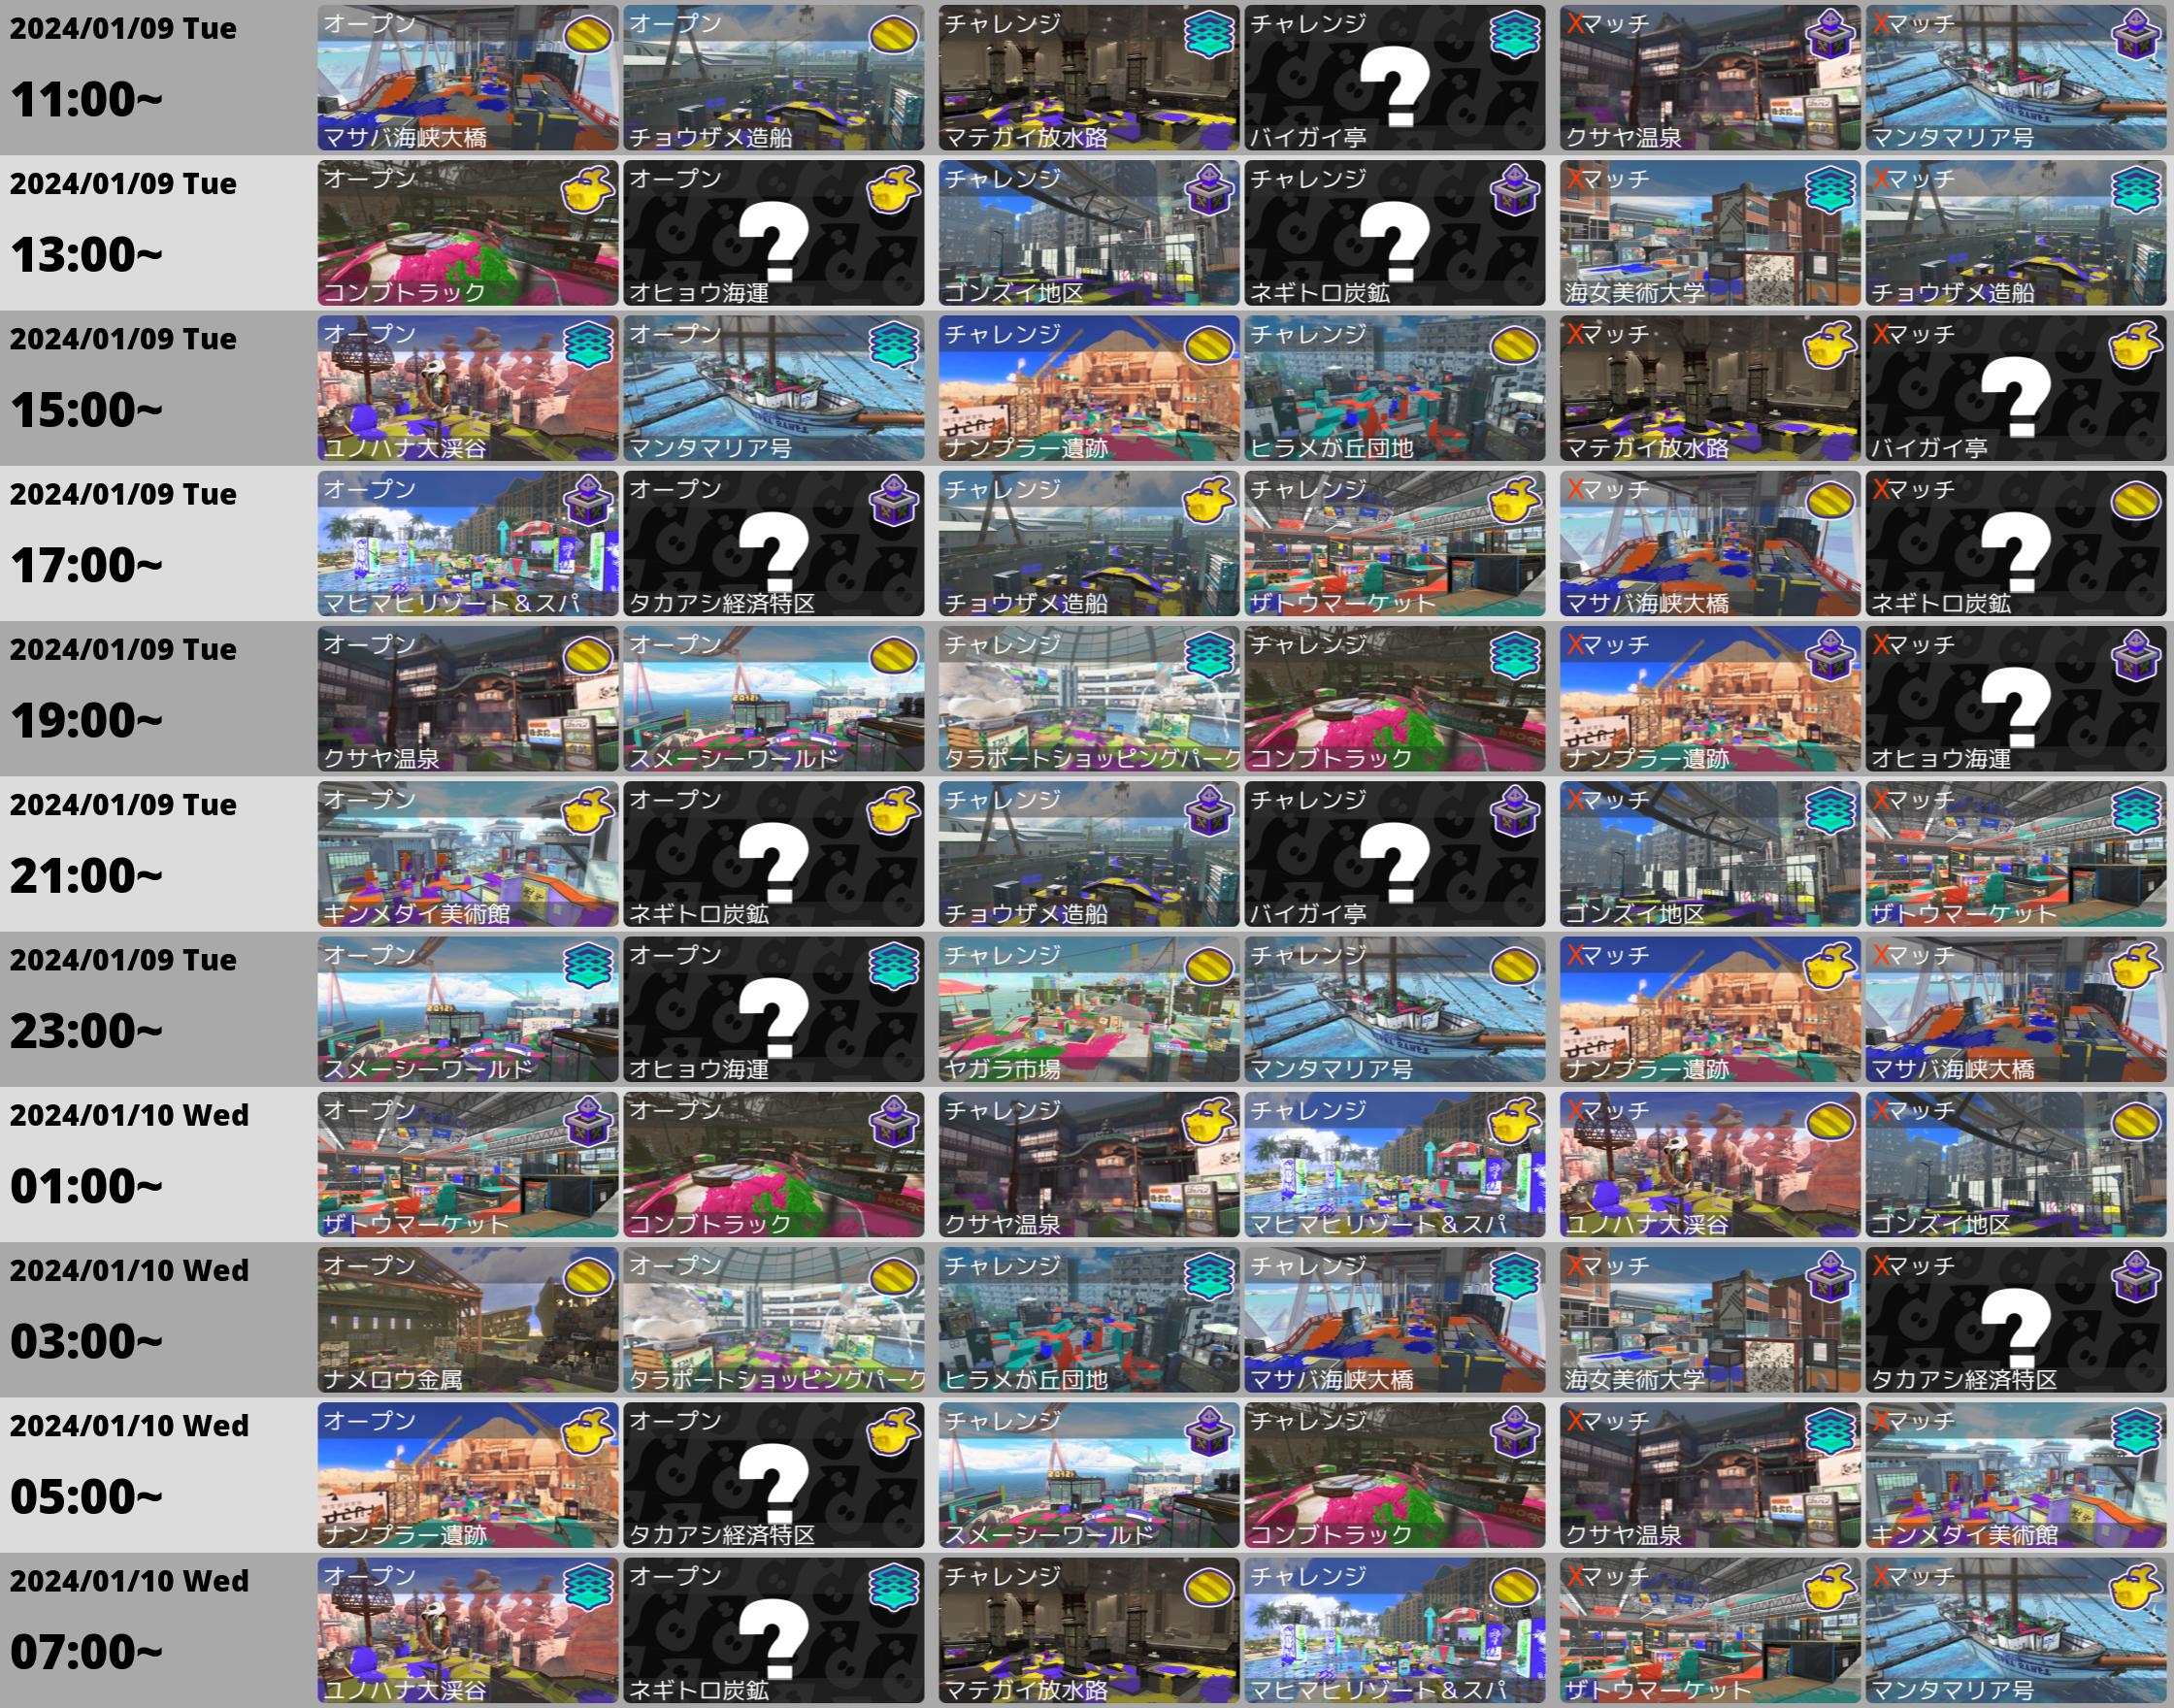 2024/01/09 Tue
11:00~
オープン
オープン
チャレンジ
チャレンジ
Xマッチ
Xマッチ
マサバ海峡大橋
チョウザメ造船
マテガイ放水路
バイガイ亭
クサヤ温泉
マンタマリア号
2024/01/09 Tue
13:00~
オープン
オープン
チャレンジ
チャレンジ
Xマッチ
Xマッチ
コンブトラック
オヒョウ海運
ゴンズイ地区
ネギトロ炭鉱
海女美術大学
チョウザメ造船
2024/01/09 Tue
15:00~
オープン
オープン
チャレンジ
チャレンジ
Xマッチ
Xマッチ
ユノハナ大渓谷
マンタマリア号
ナンプラー遺跡
ヒラメが丘団地
マテガイ放水路
バイガイ亭
2024/01/09 Tue
17:00~
オープン
オープン
チャレンジ
チャレンジ
Xマッチ
Xマッチ
マヒマヒリゾート＆スパ
タカアシ経済特区
チョウザメ造船
ザトウマーケット
マサバ海峡大橋
ネギトロ炭鉱
2024/01/09 Tue
19:00~
オープン
オープン
チャレンジ
チャレンジ
Xマッチ
Xマッチ
クサヤ温泉
スメーシーワールド
タラポートショッピングパーク
コンブトラック
ナンプラー遺跡
オヒョウ海運
2024/01/09 Tue
21:00~
オープン
オープン
チャレンジ
チャレンジ
Xマッチ
Xマッチ
キンメダイ美術館
ネギトロ炭鉱
チョウザメ造船
バイガイ亭
ゴンズイ地区
ザトウマーケット
2024/01/09 Tue
23:00~
オープン
オープン
チャレンジ
チャレンジ
Xマッチ
Xマッチ
スメーシーワールド
オヒョウ海運
ヤガラ市場
マンタマリア号
ナンプラー遺跡
マサバ海峡大橋
2024/01/10 Wed
01:00~
オープン
オープン
チャレンジ
チャレンジ
Xマッチ
Xマッチ
ザトウマーケット
コンブトラック
クサヤ温泉
マヒマヒリゾート＆スパ
ユノハナ大渓谷
ゴンズイ地区
2024/01/10 Wed
03:00~
オープン
オープン
チャレンジ
チャレンジ
Xマッチ
Xマッチ
ナメロウ金属
タラポートショッピングパーク
ヒラメが丘団地
マサバ海峡大橋
海女美術大学
タカアシ経済特区
2024/01/10 Wed
05:00~
オープン
オープン
チャレンジ
チャレンジ
Xマッチ
Xマッチ
ナンプラー遺跡
タカアシ経済特区
スメーシーワールド
コンブトラック
クサヤ温泉
キンメダイ美術館
2024/01/10 Wed
07:00~
オープン
オープン
チャレンジ
チャレンジ
Xマッチ
Xマッチ
ユノハナ大渓谷
ネギトロ炭鉱
マテガイ放水路
マヒマヒリゾート＆スパ
ザトウマーケット
マンタマリア号